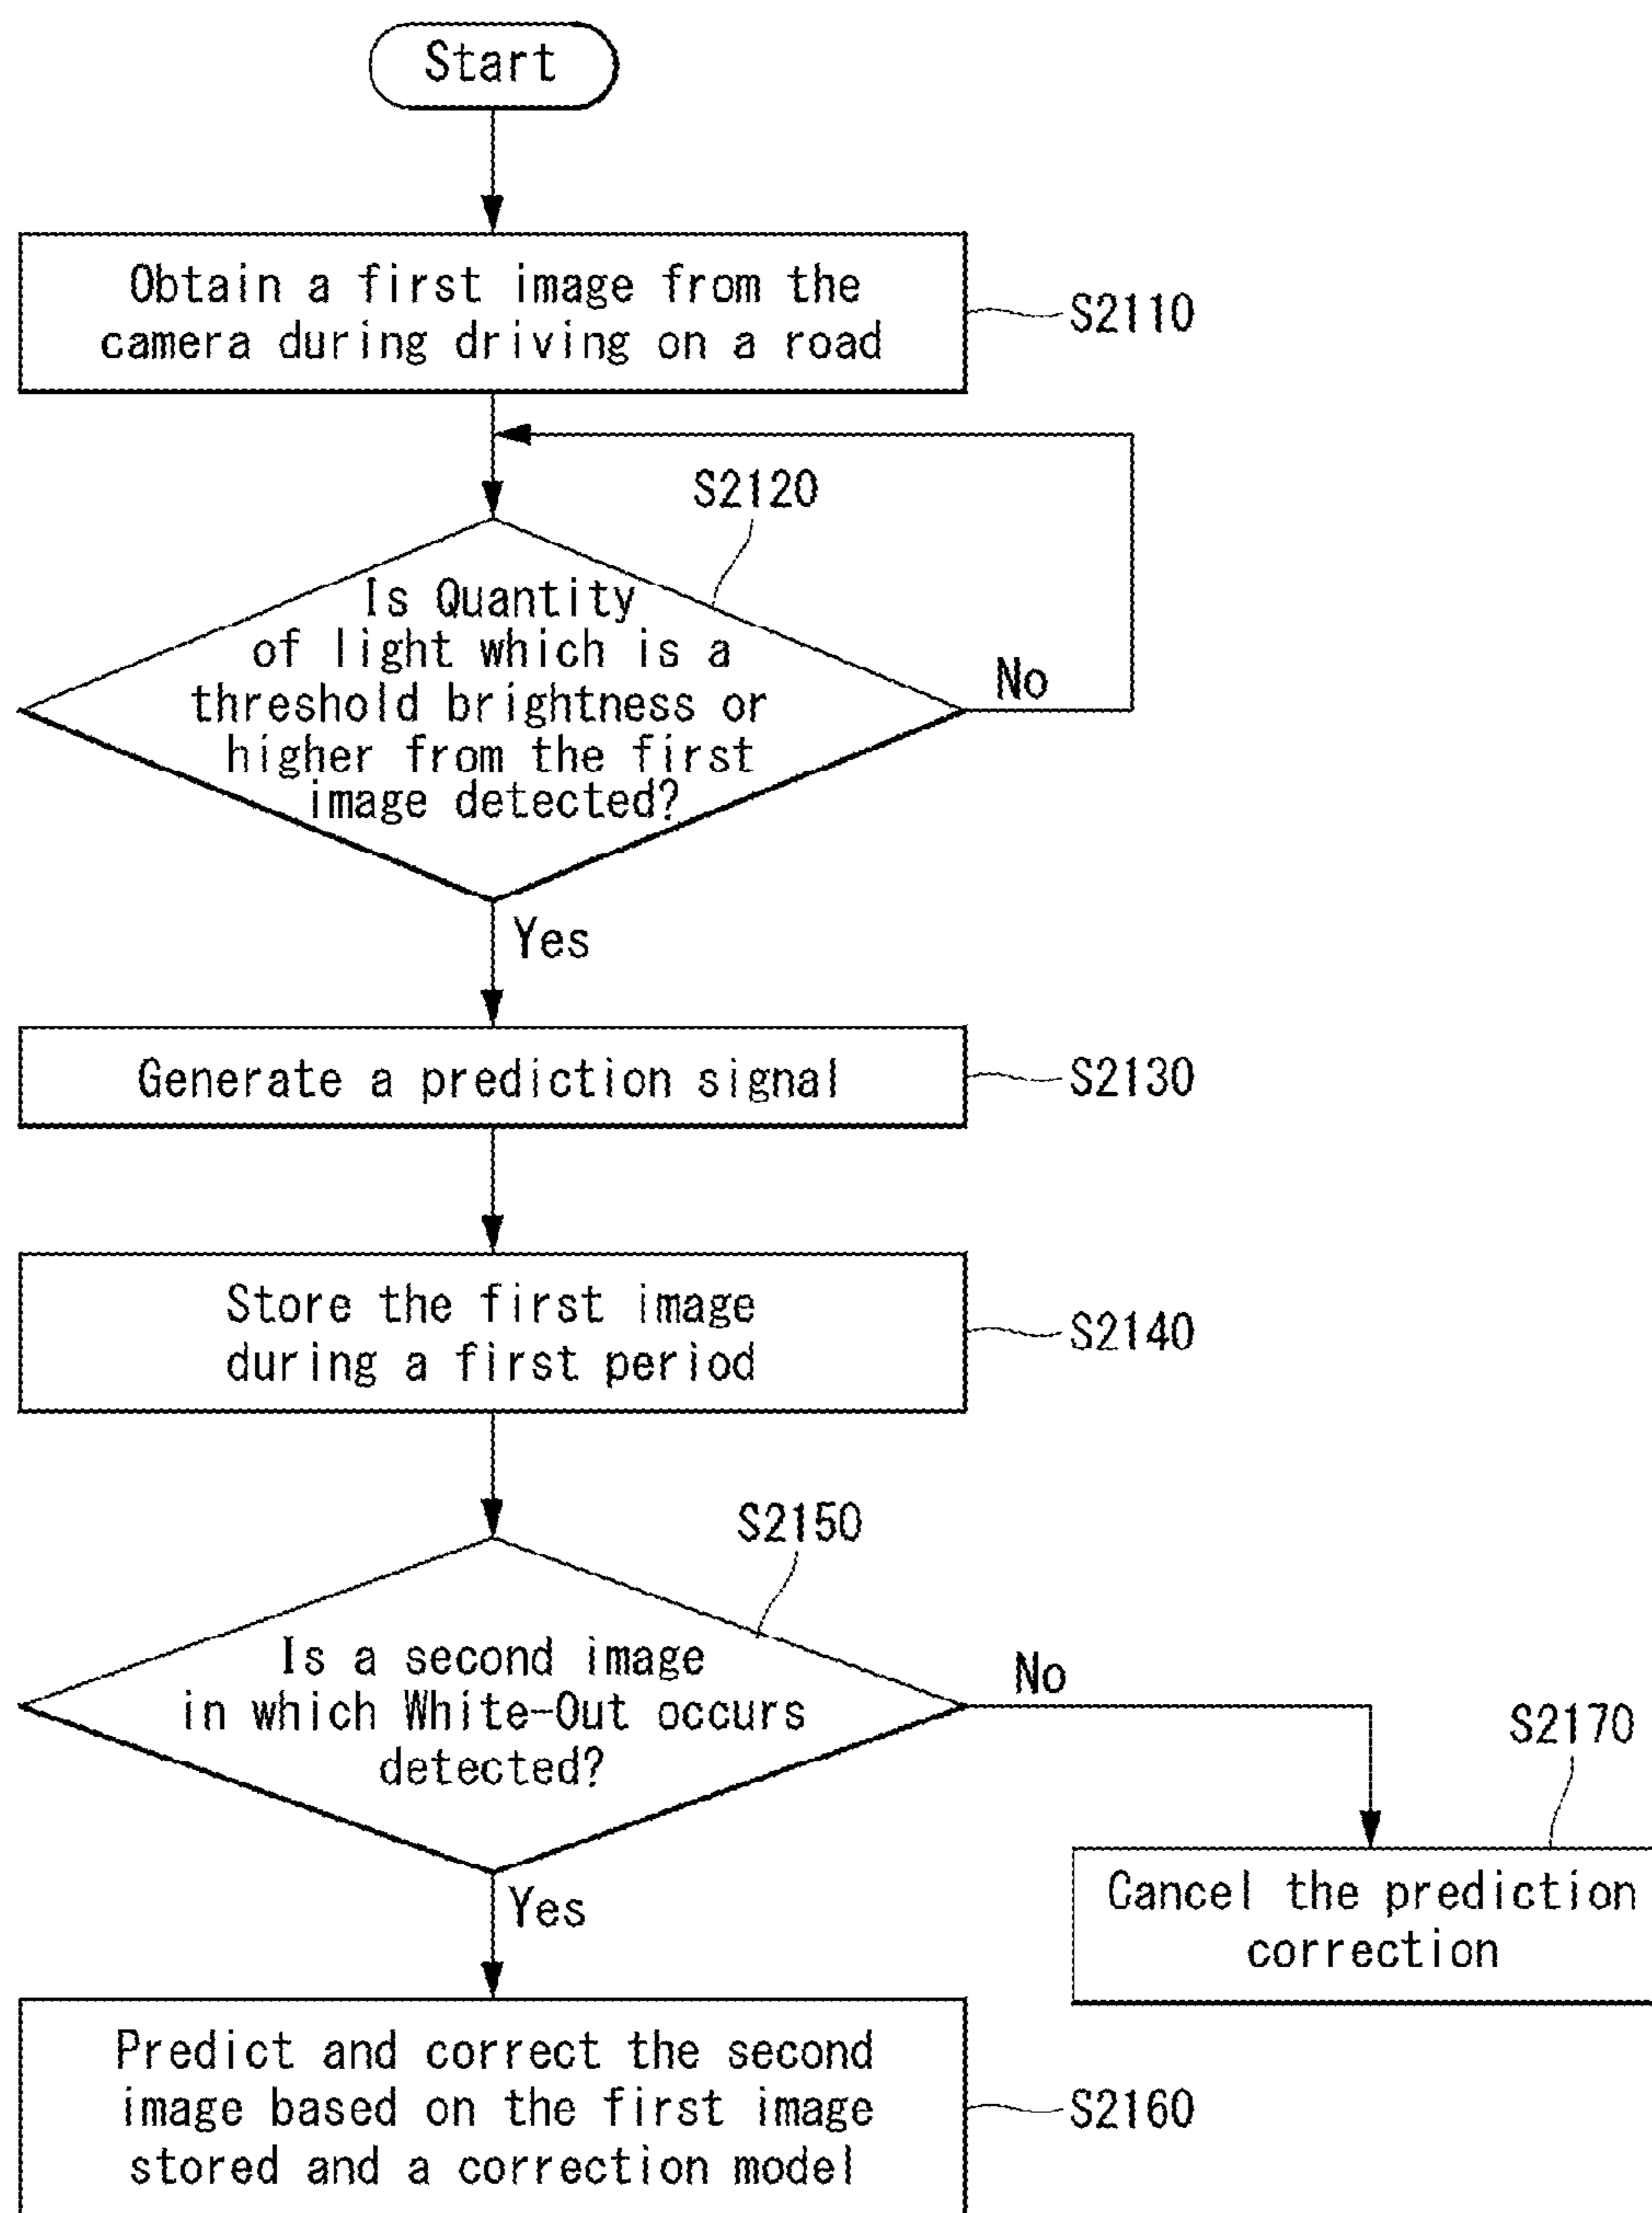 Start
Obtain a first image from the
camera during driving on a road
S2110
S2120
Is Quantity
of light which is a
threshold brightness or
higher from the first
image detected?
No
Yes
Generate a prediction signal
S2130
Store the first image
during a first period
S2140
S2150
Is a second image
in which White-Out occurs
detected?
No
S2170
Cancel the prediction
correction
Yes
Predict and correct the second
image based on the first image
stored and a correction model
S2160